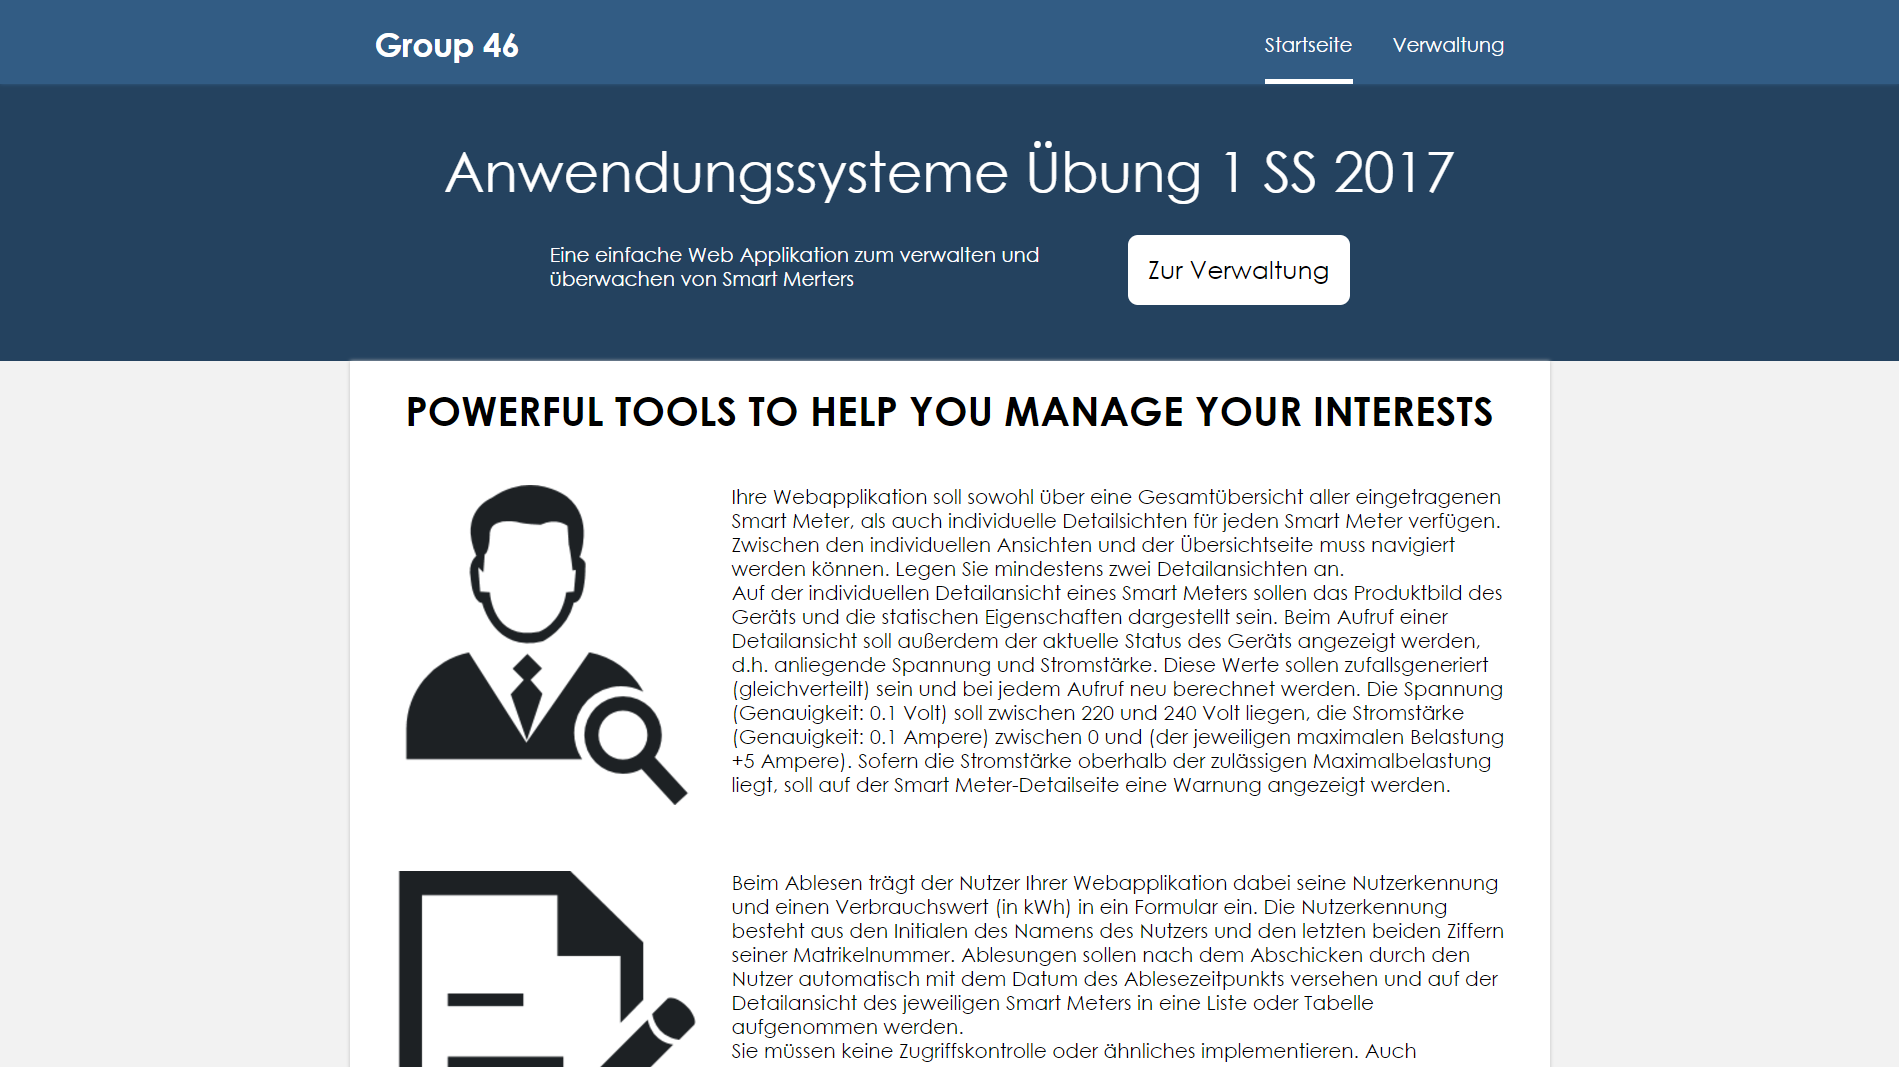 Group 46
Startseite
Verwaltung
Anwendungssysteme Übung 1 SS 2017
Eine einfache Web Applikation zum verwalten und
überwachen von Smart Merters
Zur Verwaltung
POWERFUL TOOLS TO HELP YOU MANAGE YOUR INTERESTS
Ihre Webapplikation soll sowohl über eine Gesamtübersicht aller eingetragenen
Smart Meter, als auch individuelle Detailsichten für jeden Smart Meter verfügen.
Zwischen den individuellen Ansichten und der Übersichtseite muss navigiert
werden können. Legen Sie mindestens zwei Detailansichten an.
Auf der individuellen Detailansicht eines Smart Meters sollen das Produktbild des
Geräts und die statischen Eigenschaften dargestellt sein. Beim Aufruf einer
Detailansicht soll außerdem der aktuelle Status des Geräts angezeigt werden,
d.h. anliegende Spannung und Stromstärke. Diese Werte sollen zufallsgeneriert
(gleichverteilt) sein und bei jedem Aufruf neu berechnet werden. Die Spannung
(Genauigkeit: 0.1 Volt) soll zwischen 220 und 240 Volt liegen, die Stromstärke
(Genauigkeit: 0.1 Ampere) zwischen 0 und (der jeweiligen maximalen Belastung
+5 Ampere). Sofern die Stromstärke oberhalb der zulässigen Maximalbelastung
liegt, soll auf der Smart Meter-Detailseite eine Warnung angezeigt werden.
Beim Ablesen trägt der Nutzer Ihrer Webapplikation dabei seine Nutzerkennung
und einen Verbrauchswert (in kWh) in ein Formular ein. Die Nutzerkennung
besteht aus den Initialen des Namens des Nutzers und den letzten beiden Ziffern
seiner Matrikelnummer. Ablesungen sollen nach dem Abschicken durch den
Nutzer automatisch mit dem Datum des Ablesezeitpunkts versehen und auf der
Detailansicht des jeweiligen Smart Meters in eine Liste oder Tabelle
aufgenommen werden.
Sie müssen keine Zugriffskontrolle oder ähnliches implementieren. Auch